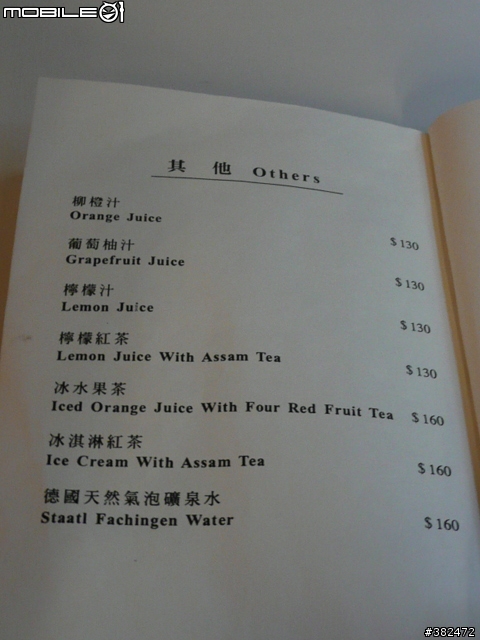 MOBILE01
其他 Others
柳橙汁
Orange Juice $130
葡萄柚汁
Grapefruit Juice $130
檸檬汁
Lemon Juice $130
檸檬紅茶
Lemon Juice With Assam Tea $130
冰水果茶
Iced Orange Juice With Four Red Fruit Tea $160
冰淇淋紅茶
Ice Cream With Assam Tea $160
德國天然氣泡礦泉水
Staatl Fachingen Water $160
#382472